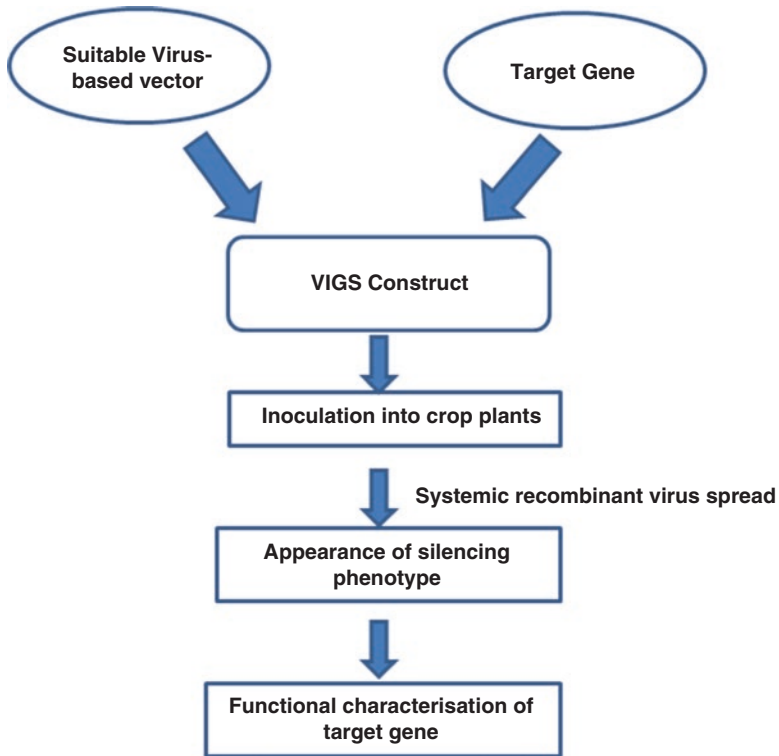 Suitable Virus-
based vector
Target Gene
VIGS Construct
Inoculation into crop plants
Systemic recombinant virus spread
Appearance of silencing
phenotype
Functional characterisation of
target gene